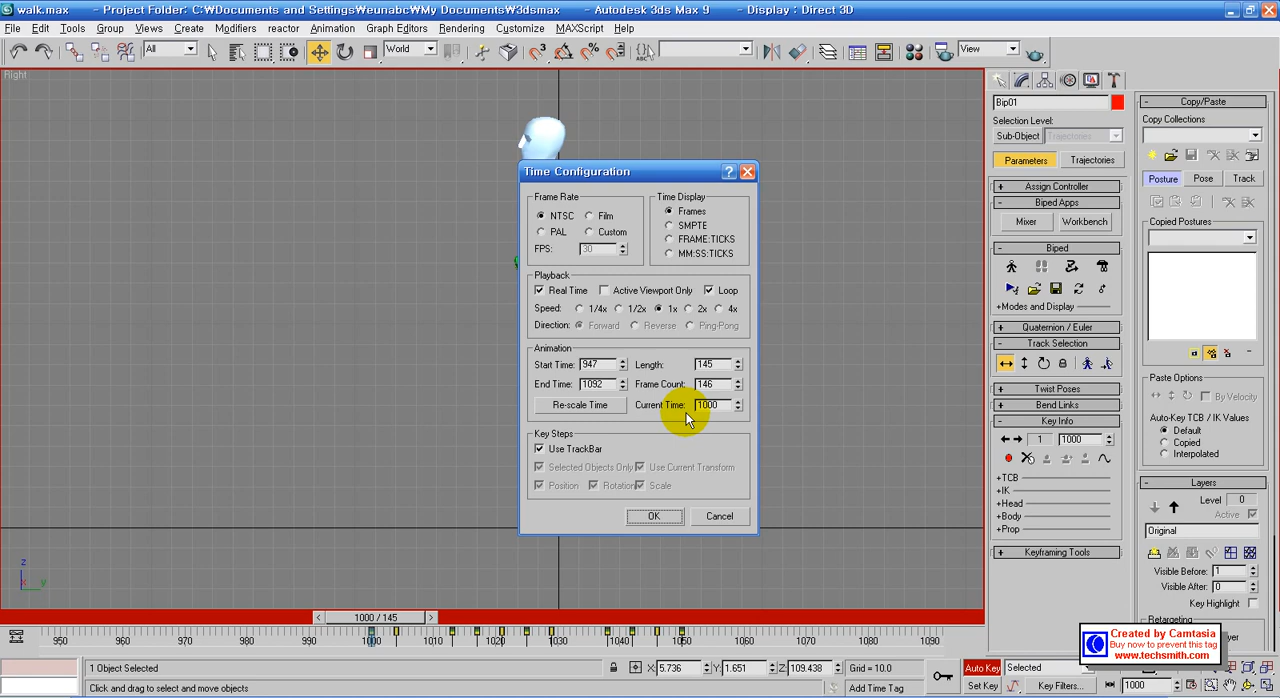 walk.max - Project Folder: C:₩Documents and Settings₩eunabc₩My Documents₩3dsmax - Autodesk 3ds Max 9 - Display : Direct 3D
File Edit Tools Group Views Create Modifiers reactor Animation Graph Editors Rendering Customize MAXScript Help
All World View
Right
Bip01
Selection Level:
Sub-Object Trajectories
Parameters Trajectories
+ Assign Controller
- Biped Apps
Mixer Workbench
- Biped
+Modes and Display
+ Quaternion / Euler
- Track Selection
+ Twist Poses
+ Bend Links
- Key Info
1 1000
+TCB
+IK
+Head
+Body
+Prop
+ Keyframing Tools
- Copy/Paste
Copy Collections
Posture Pose Track
Copied Postures
Paste Options
By Velocity
Auto-Key TCB / IK Values
Default
Copied
Interpolated
- Layers
Level 0
Active
Original
Visible Before: 1
Visible After: 0
Key Highlight
Retargeting
Time Configuration
Frame Rate
NTSC Film
PAL Custom
FPS: 30
Time Display
Frames
SMPTE
FRAME:TICKS
MM:SS:TICKS
Playback
Real Time Active Viewport Only Loop
Speed: 1/4x 1/2x 1x 2x 4x
Direction: Forward Reverse Ping-Pong
Animation
Start Time: 947 Length: 145
End Time: 1092 Frame Count: 146
Re-scale Time Current Time: 1000
Key Steps
Use TrackBar
Selected Objects Only Use Current Transform
Position Rotation Scale
OK Cancel
z
x y
< 1000 / 145 >
950 960 970 980 990 1000 1010 1020 1030 1040 1050 1060 1070 1080 1090
1 Object Selected X: 5.736 Y: 1.651 Z: 109.438 Grid = 10.0 Auto Key Selected
Click and drag to select and move objects Add Time Tag Set Key Key Filters... 1000
Created by Camtasia
Buy now to prevent this tag
www.techsmith.com